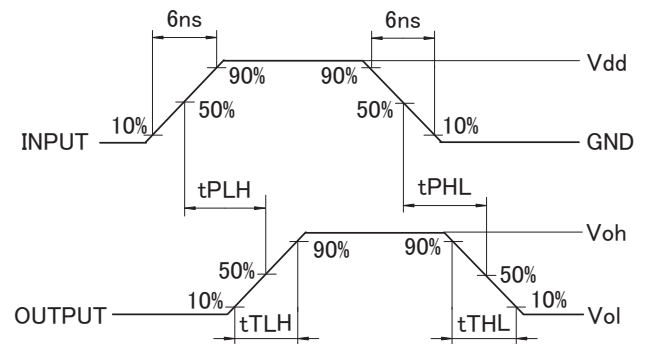 6ns 6ns
90% 90% Vdd
50% 50%
10% 10%
INPUT GND
tPLH tPHL
Voh
90% 90%
50% 50%
10% 10%
OUTPUT Vol
tTLH tTHL